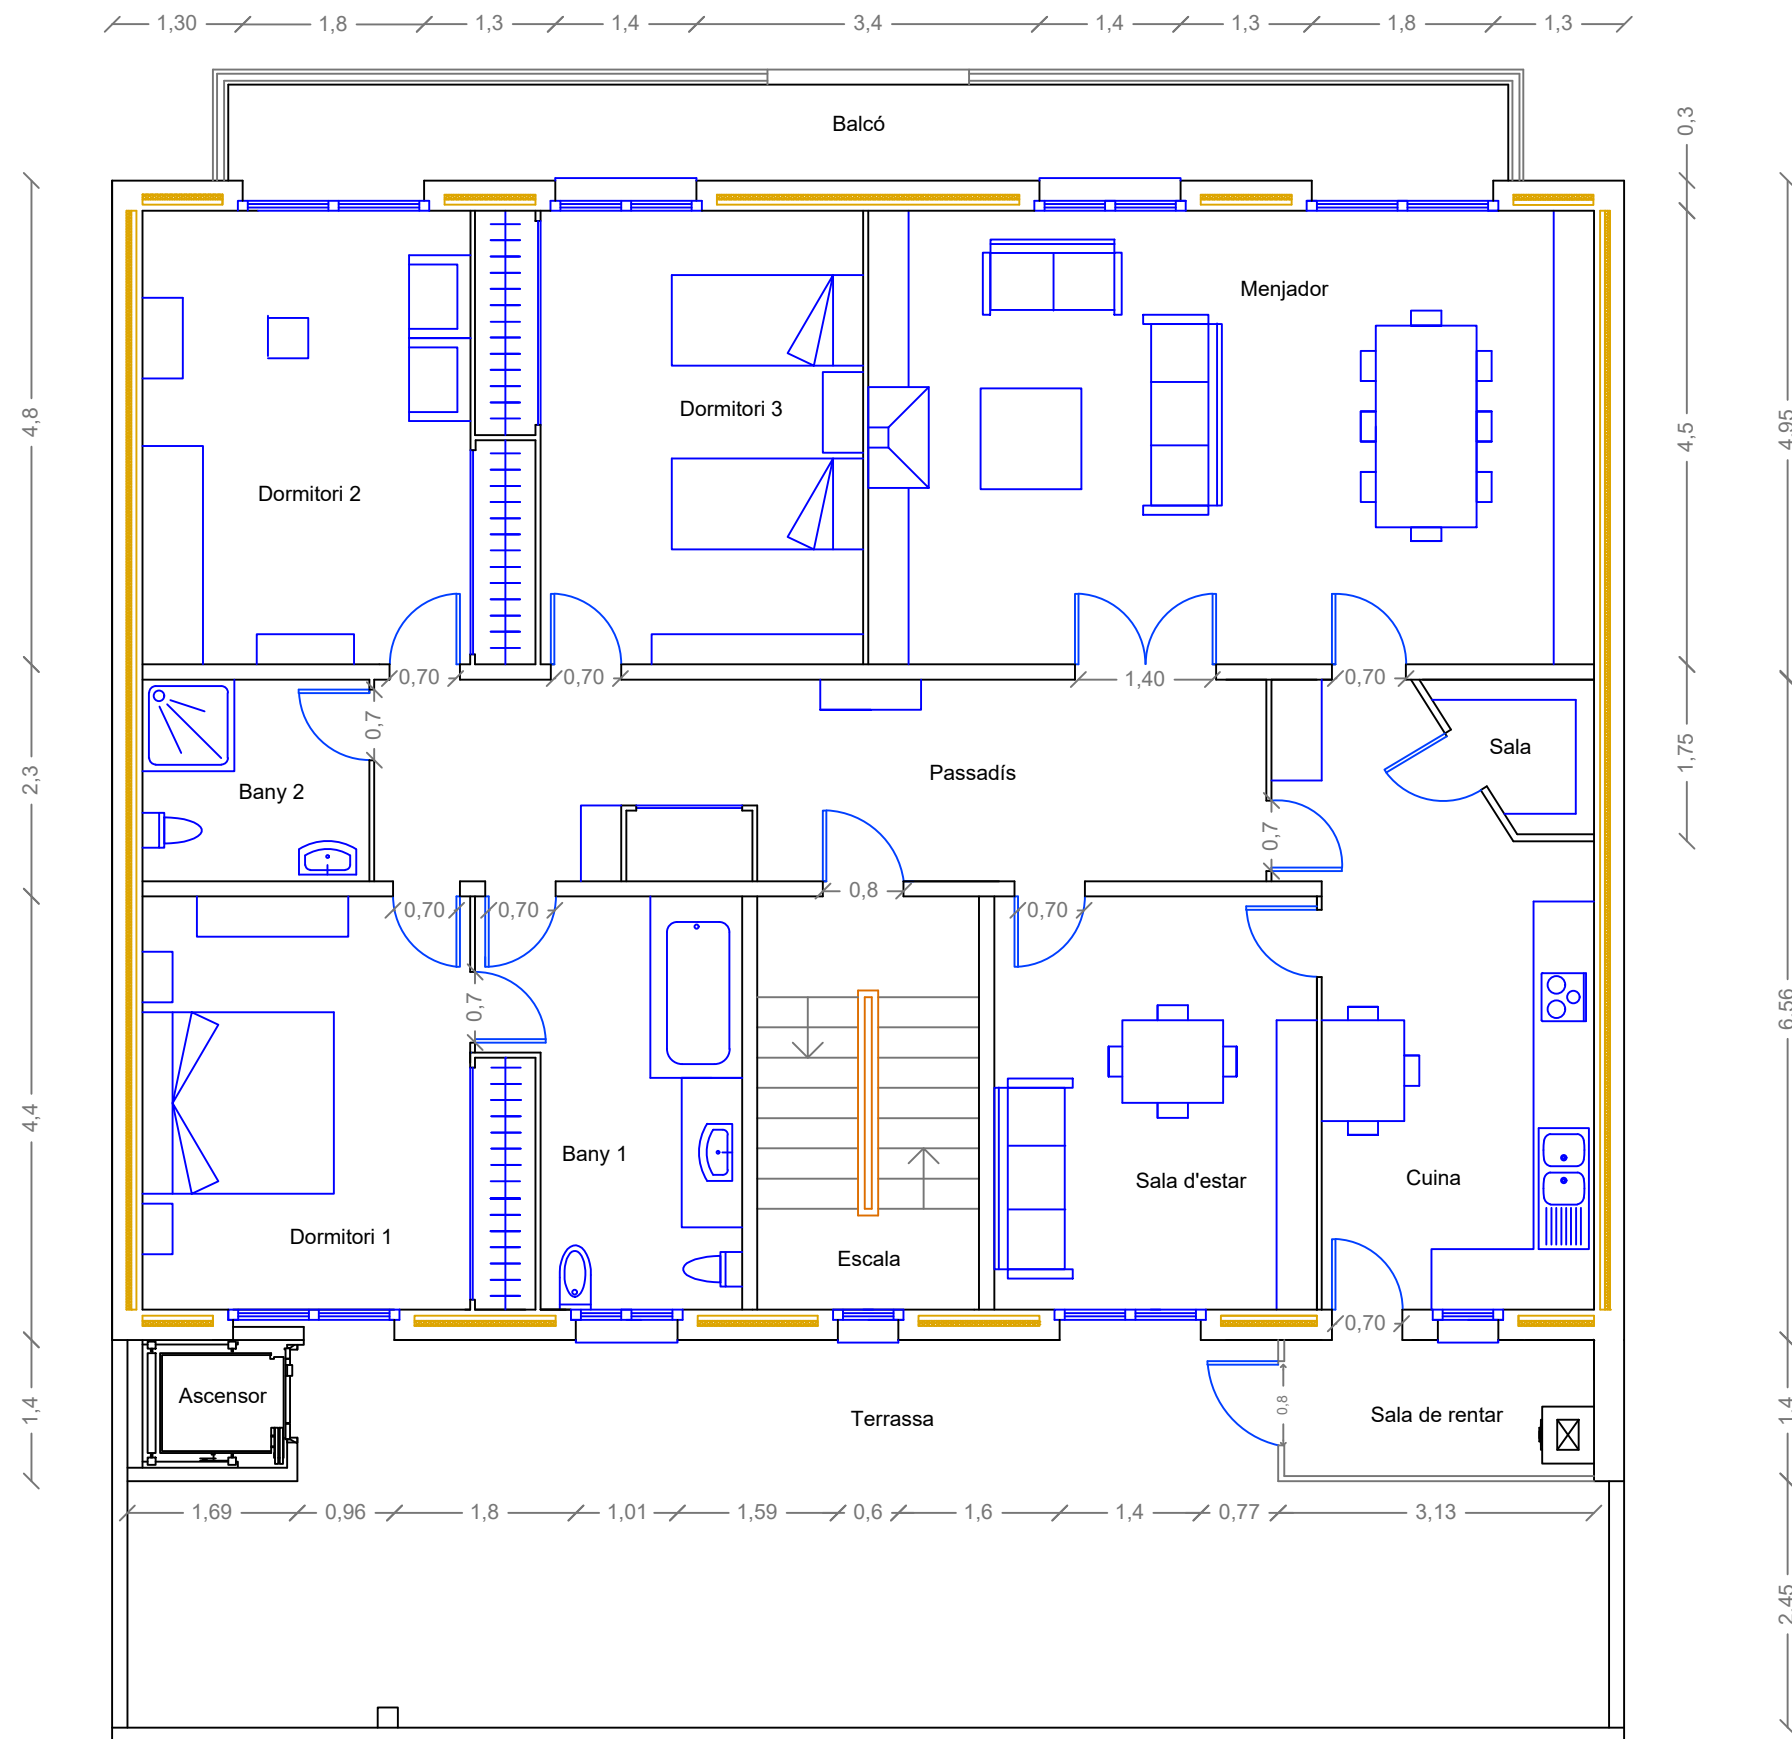 1,30 1,8 1,3 1,4 3,4 1,4 1,3 1,8 1,3
Balcó
0,3
Menjador
4,8
Dormitori 3
4,5
4,95
Dormitori 2
0,70 0,70 1,40 0,70
0,7
Sala
1,75
Passadís
2,3
Bany 2
0,7
0,8
0,70 0,70 0,70
0,7
6,56
4,4
Bany 1
Cuina
Sala d'estar
Dormitori 1
Escala
0,70
Ascensor
0,8
1,4
Terrassa
Sala de rentar
1,4
1,69 0,96 1,8 1,01 1,59 0,6 1,6 1,4 0,77 3,13
2,45